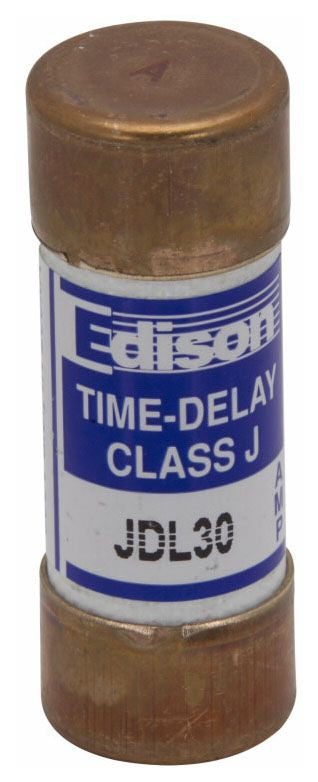 A
Edison
TIME-DELAY
CLASS J
JDL30
AMP